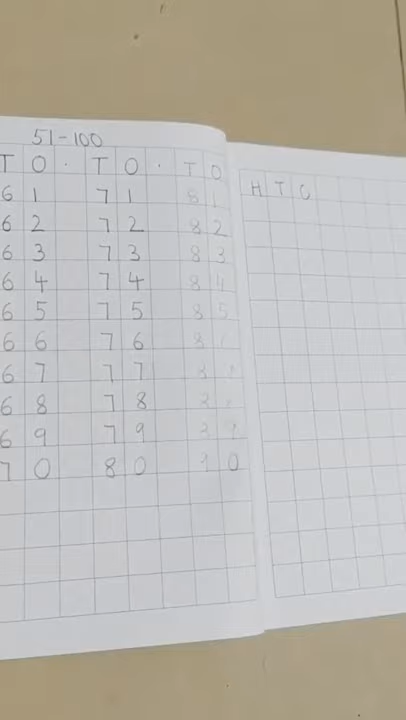 51-100
T O . T O . T O H T O
6 1 7 1 8 1
6 2 7 2 8 2
6 3 7 3 8 3
6 4 7 4 8 4
6 5 7 5 8 5
6 6 7 6 8
6 7 7 7
6 8 7 8
6 9 7 9
7 0 8 0 0